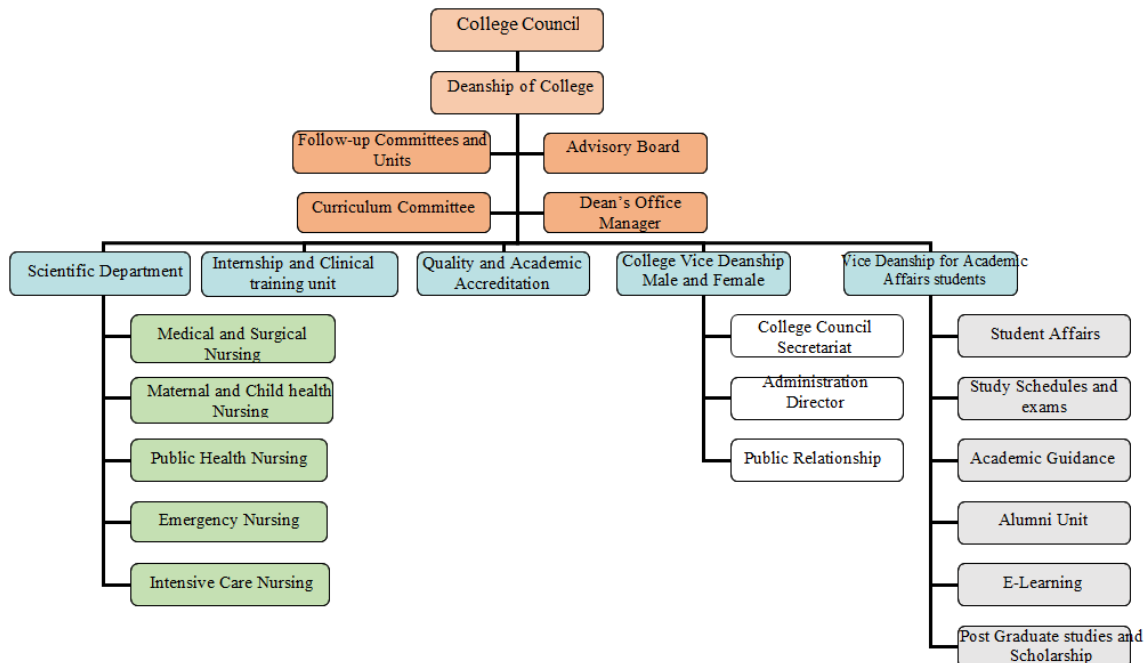 College Council
Deanship of College
Follow-up Committees and
Units
Advisory Board
Curriculum Committee
Dean’s Office
Manager
Scientific Department
Internship and Clinical
training unit
Quality and Academic
Accreditation
College Vice Deanship
Male and Female
Vice Deanship for Academic
Affairs students
Medical and Surgical
Nursing
Maternal and Child health
Nursing
Public Health Nursing
Emergency Nursing
Intensive Care Nursing
College Council
Secretariat
Administration
Director
Public Relationship
Student Affairs
Study Schedules and
exams
Academic Guidance
Alumni Unit
E-Learning
Post Graduate studies and
Scholarship